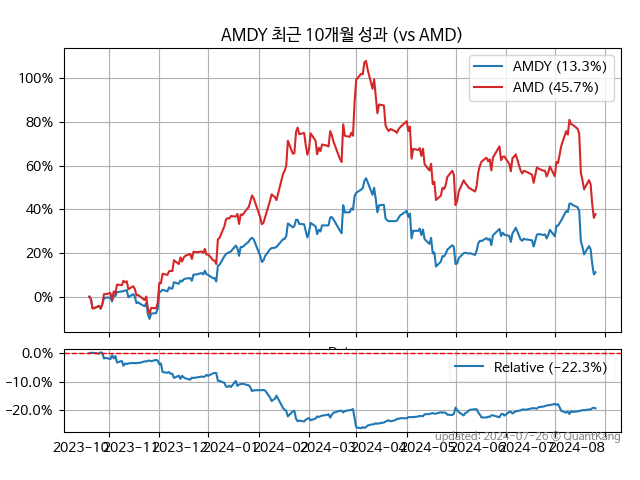 AMDY 최근 10개월 성과 (vs AMD)
AMDY (13.3%)
AMD (45.7%)
100%
80%
60%
40%
20%
0%
0.0%
−10.0%
−20.0%
Relative (−22.3%)
updated: 2024-07-26 © QuantKang
2023-10 2023-11 2023-12 2024-01 2024-02 2024-03 2024-04 2024-05 2024-06 2024-07 2024-08